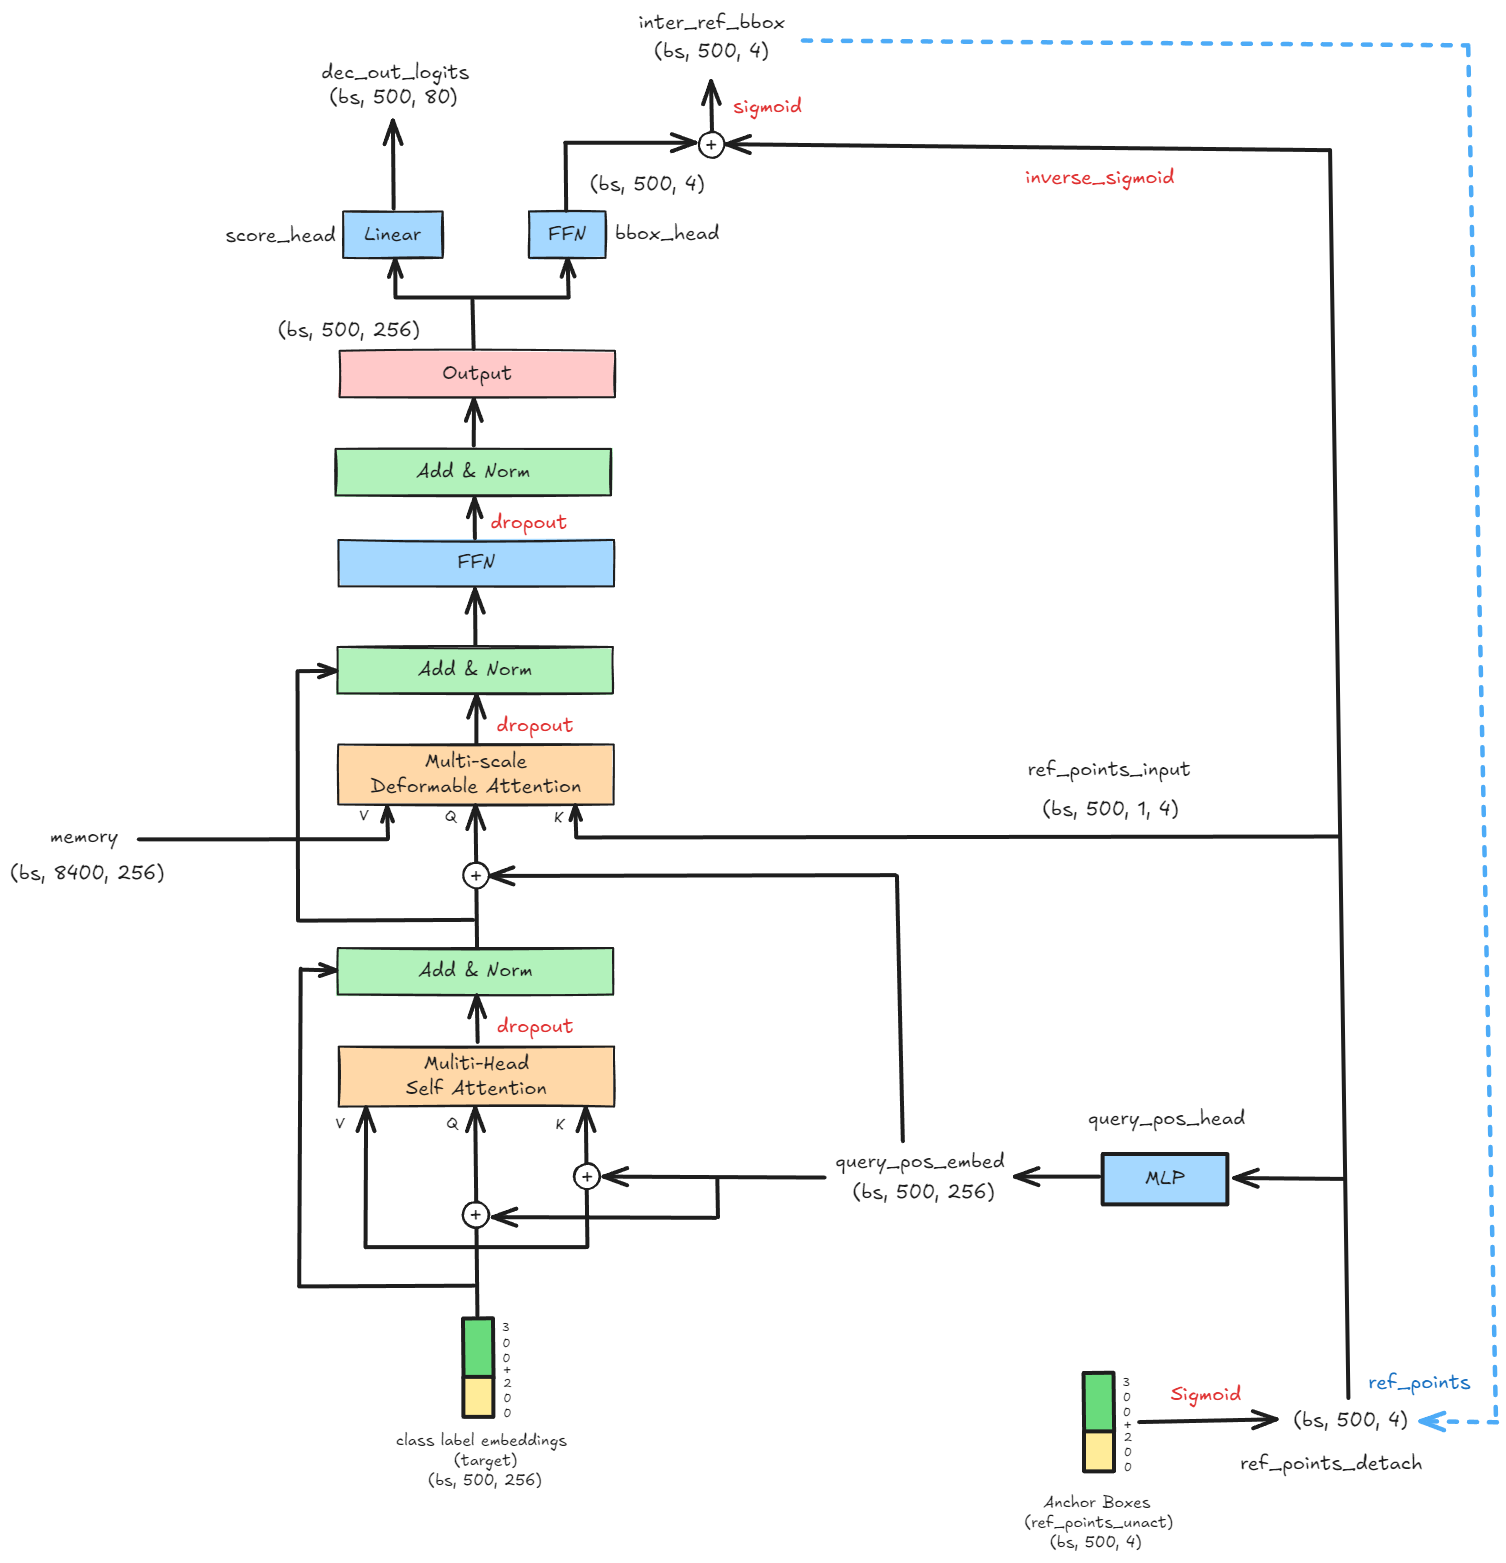 inter_ref_bbox
(bs, 500, 4)
dec_out_logits
(bs, 500, 80)
sigmoid
+
inverse_sigmoid
(bs, 500, 4)
score_head
Linear
FFN
bbox_head
(bs, 500, 256)
Output
Add & Norm
dropout
FFN
Add & Norm
dropout
Multi-scale
Deformable Attention
V
Q
K
ref_points_input
(bs, 500, 1, 4)
memory
(bs, 8400, 256)
+
Add & Norm
dropout
Muliti-Head
Self Attention
V
Q
K
query_pos_head
MLP
query_pos_embed
(bs, 500, 256)
+
+
3
0
0
+
2
0
0
class label embeddings
(target)
(bs, 500, 256)
3
0
0
+
2
0
0
Sigmoid
ref_points
(bs, 500, 4)
ref_points_detach
Anchor Boxes
(ref_points_unact)
(bs, 500, 4)